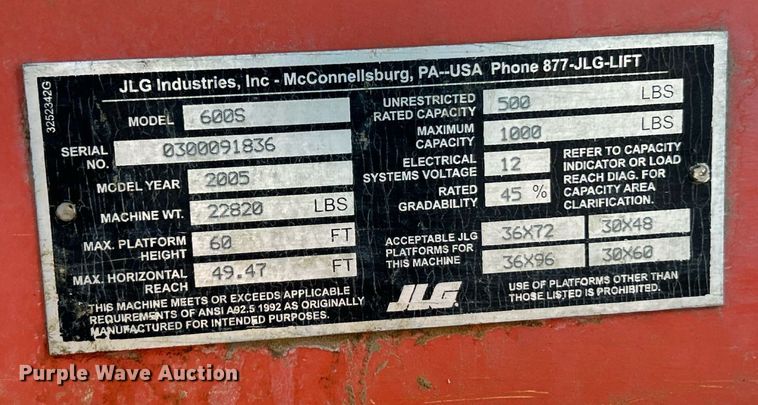 JLG Industries, Inc - McConnellsburg, PA--USA Phone 877-JLG-LIFT
3252342G
MODEL 600S
SERIAL NO. 0300091836
MODEL YEAR 2005
MACHINE WT. 22820 LBS
MAX. PLATFORM HEIGHT 60 FT
MAX. HORIZONTAL REACH 49.47 FT
THIS MACHINE MEETS OR EXCEEDS APPLICABLE
REQUIREMENTS OF ANSI A92.5 1992 AS ORIGINALLY
MANUFACTURED FOR INTENDED PURPOSES.
UNRESTRICTED RATED CAPACITY 500 LBS
MAXIMUM CAPACITY 1000 LBS
ELECTRICAL SYSTEMS VOLTAGE 12
RATED GRADABILITY 45 %
REFER TO CAPACITY
INDICATOR OR LOAD
REACH DIAG. FOR
CAPACITY AREA
CLARIFICATION.
ACCEPTABLE JLG
PLATFORMS FOR
THIS MACHINE
36X72 30X48
36X96 30X60
JLG.
USE OF PLATFORMS OTHER THAN
THOSE LISTED IS PROHIBITED.
Purple Wave Auction